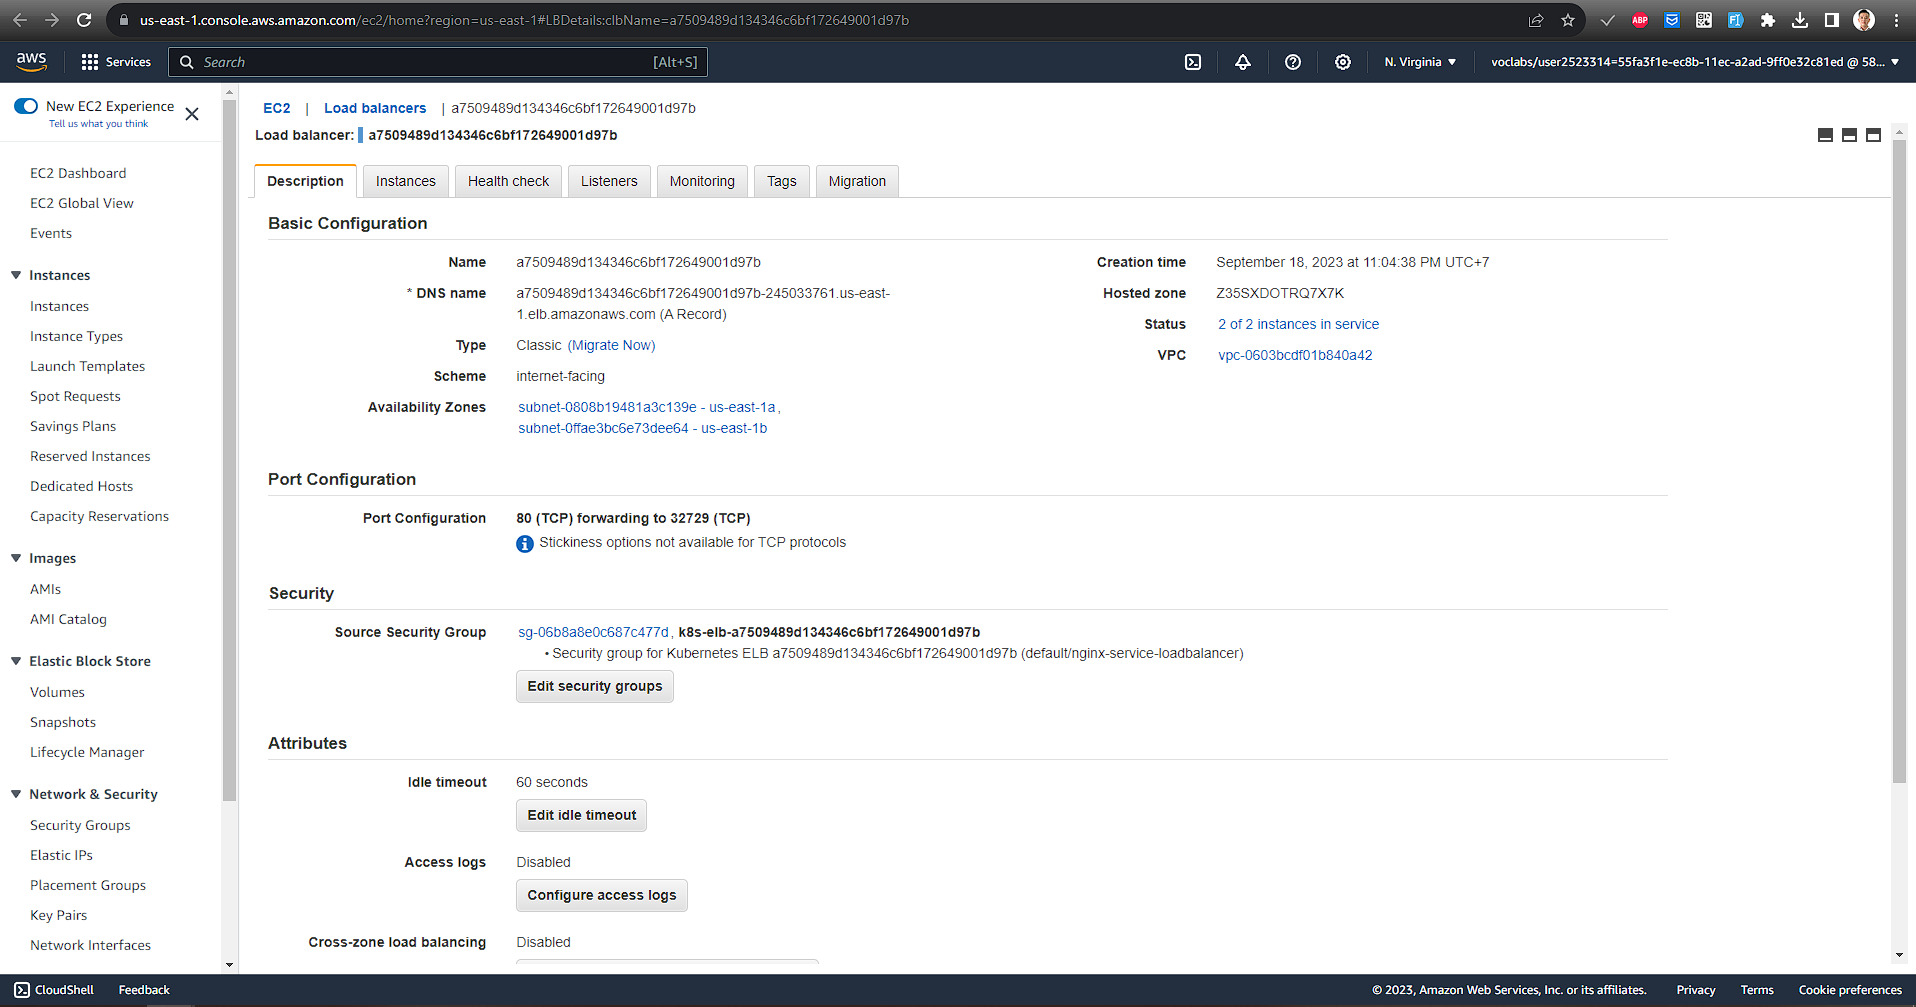 us-east-1.console.aws.amazon.com/ec2/home?region=us-east-1#LBDetails:clbName=a7509489d134346c6bf172649001d97b
ABP
aws Services Search [Alt+S] N. Virginia voclabs/user2523314=55fa3f1e-ec8b-11ec-a2ad-9ff0e32c81ed @ 58...
New EC2 Experience
Tell us what you think
EC2 Dashboard
EC2 Global View
Events
Instances
Instances
Instance Types
Launch Templates
Spot Requests
Savings Plans
Reserved Instances
Dedicated Hosts
Capacity Reservations
Images
AMIs
AMI Catalog
Elastic Block Store
Volumes
Snapshots
Lifecycle Manager
Network & Security
Security Groups
Elastic IPs
Placement Groups
Key Pairs
Network Interfaces
EC2 | Load balancers | a7509489d134346c6bf172649001d97b
Load balancer: a7509489d134346c6bf172649001d97b
Description Instances Health check Listeners Monitoring Tags Migration
Basic Configuration
Name a7509489d134346c6bf172649001d97b
* DNS name a7509489d134346c6bf172649001d97b-245033761.us-east-
1.elb.amazonaws.com (A Record)
Type Classic (Migrate Now)
Scheme internet-facing
Availability Zones subnet-0808b19481a3c139e - us-east-1a,
subnet-0ffae3bc6e73dee64 - us-east-1b
Creation time September 18, 2023 at 11:04:38 PM UTC+7
Hosted zone Z35SXDOTRQ7X7K
Status 2 of 2 instances in service
VPC vpc-0603bcdf01b840a42
Port Configuration
Port Configuration 80 (TCP) forwarding to 32729 (TCP)
Stickiness options not available for TCP protocols
Security
Source Security Group sg-06b8a8e0c687c477d, k8s-elb-a7509489d134346c6bf172649001d97b
• Security group for Kubernetes ELB a7509489d134346c6bf172649001d97b (default/nginx-service-loadbalancer)
Edit security groups
Attributes
Idle timeout 60 seconds
Edit idle timeout
Access logs Disabled
Configure access logs
Cross-zone load balancing Disabled
CloudShell Feedback © 2023, Amazon Web Services, Inc. or its affiliates. Privacy Terms Cookie preferences